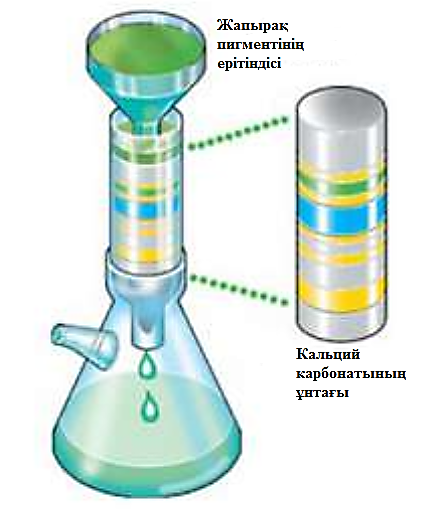 Жапырақ
пигментінің
ерітіндісі
Кальций
карбонатының
ұнтағы